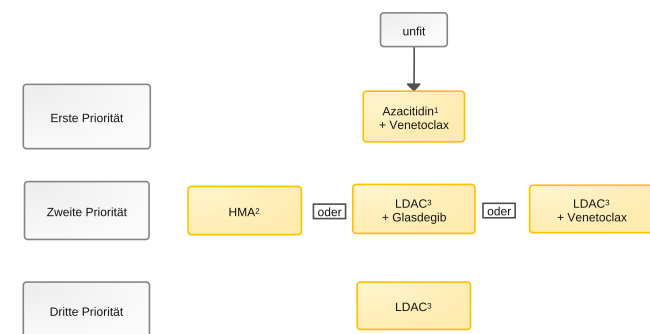 unfit
Erste Priorität
Azacitidin¹
+ Venetoclax
Zweite Priorität
HMA²
oder
LDAC³
+ Glasdegib
oder
LDAC³
+ Venetoclax
Dritte Priorität
LDAC³